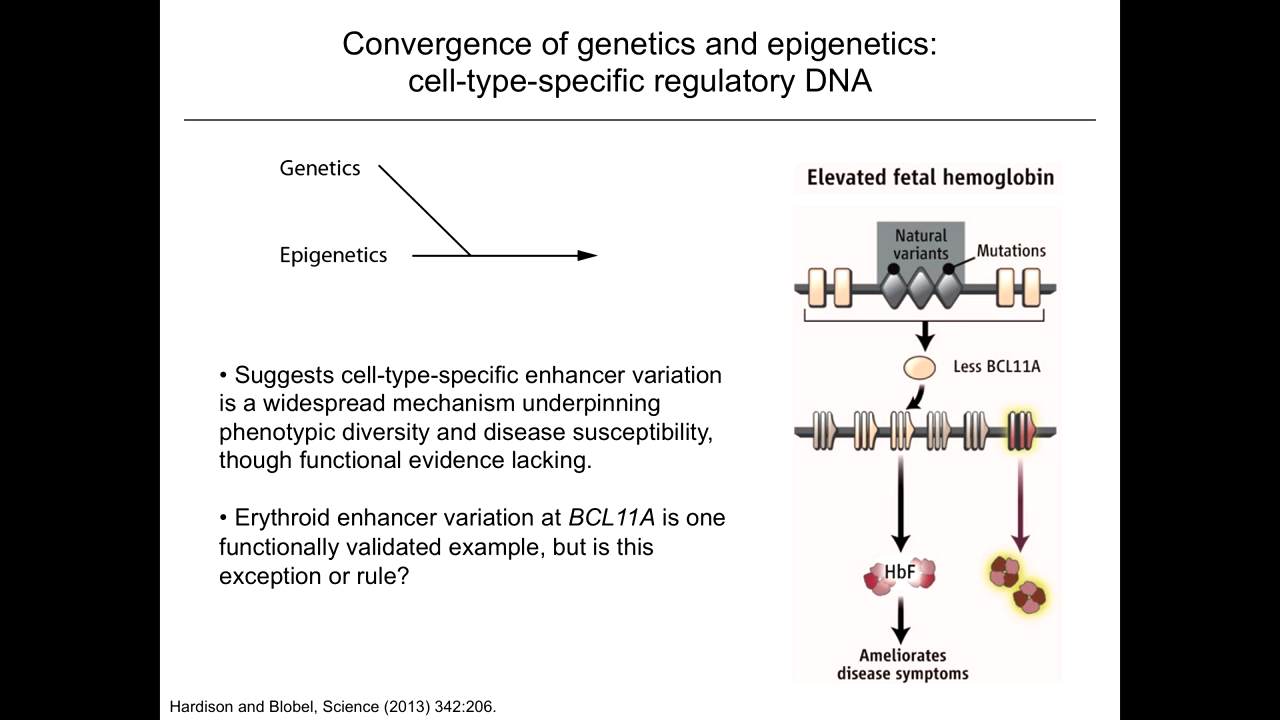 Convergence of genetics and epigenetics:
cell-type-specific regulatory DNA
Genetics
Epigenetics
• Suggests cell-type-specific enhancer variation
is a widespread mechanism underpinning
phenotypic diversity and disease susceptibility,
though functional evidence lacking.
• Erythroid enhancer variation at BCL11A is one
functionally validated example, but is this
exception or rule?
Elevated fetal hemoglobin
Natural
variants
Mutations
Less BCL11A
HbF
Ameliorates
disease symptoms
Hardison and Blobel, Science (2013) 342:206.